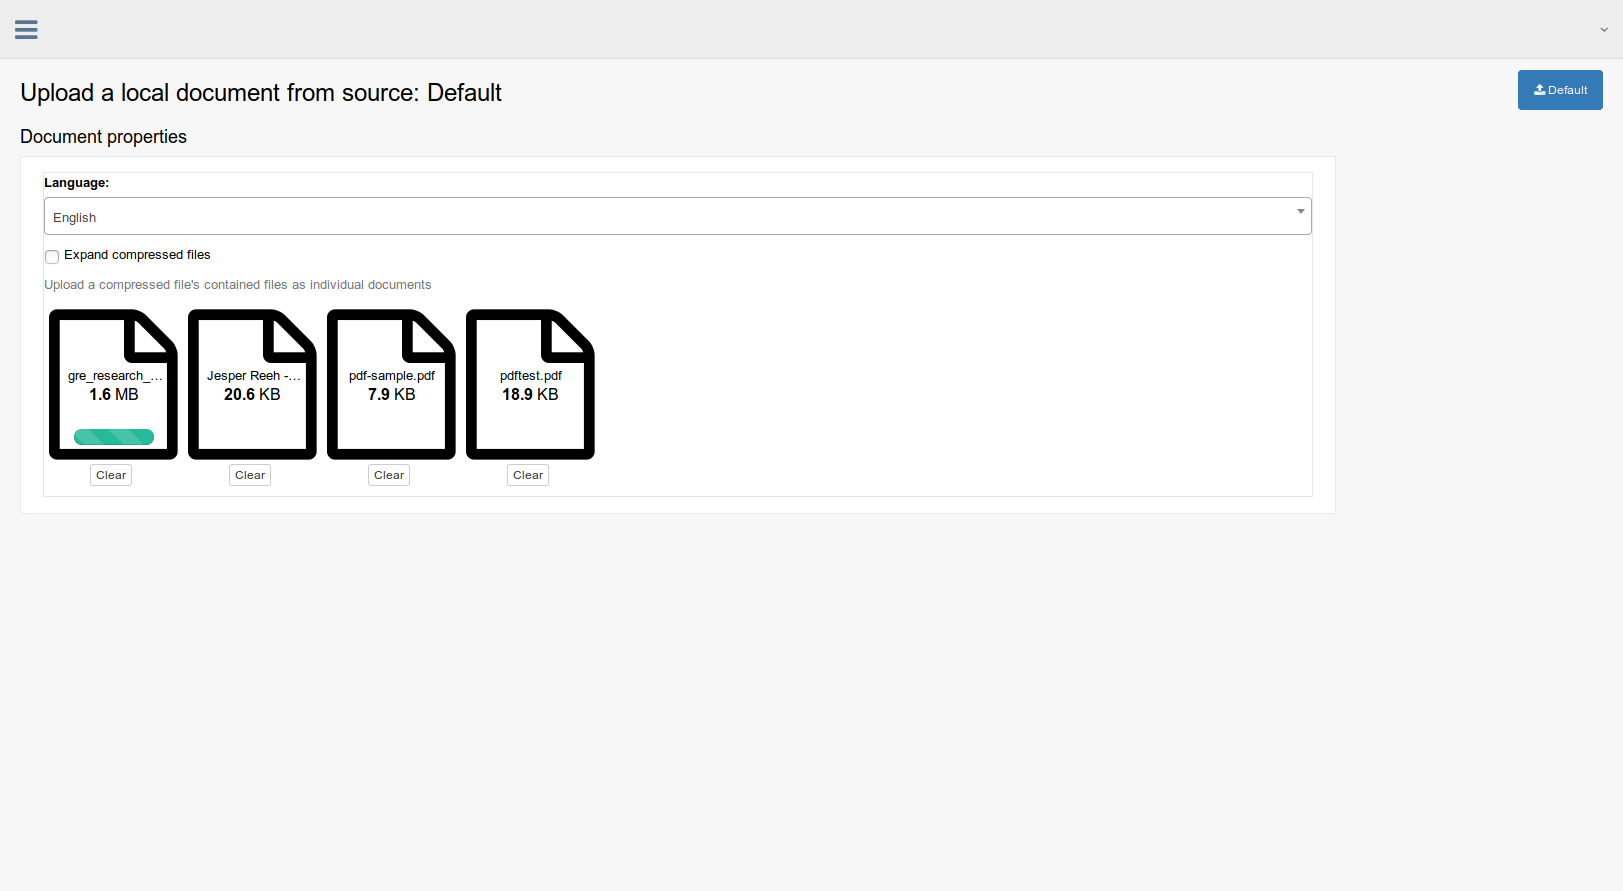 Upload a local document from source: Default
Default
Document properties
Language:
English
Expand compressed files
Upload a compressed file's contained files as individual documents
gre_research_...
1.6 MB
Clear
Jesper Reeh -...
20.6 KB
Clear
pdf-sample.pdf
7.9 KB
Clear
pdftest.pdf
18.9 KB
Clear